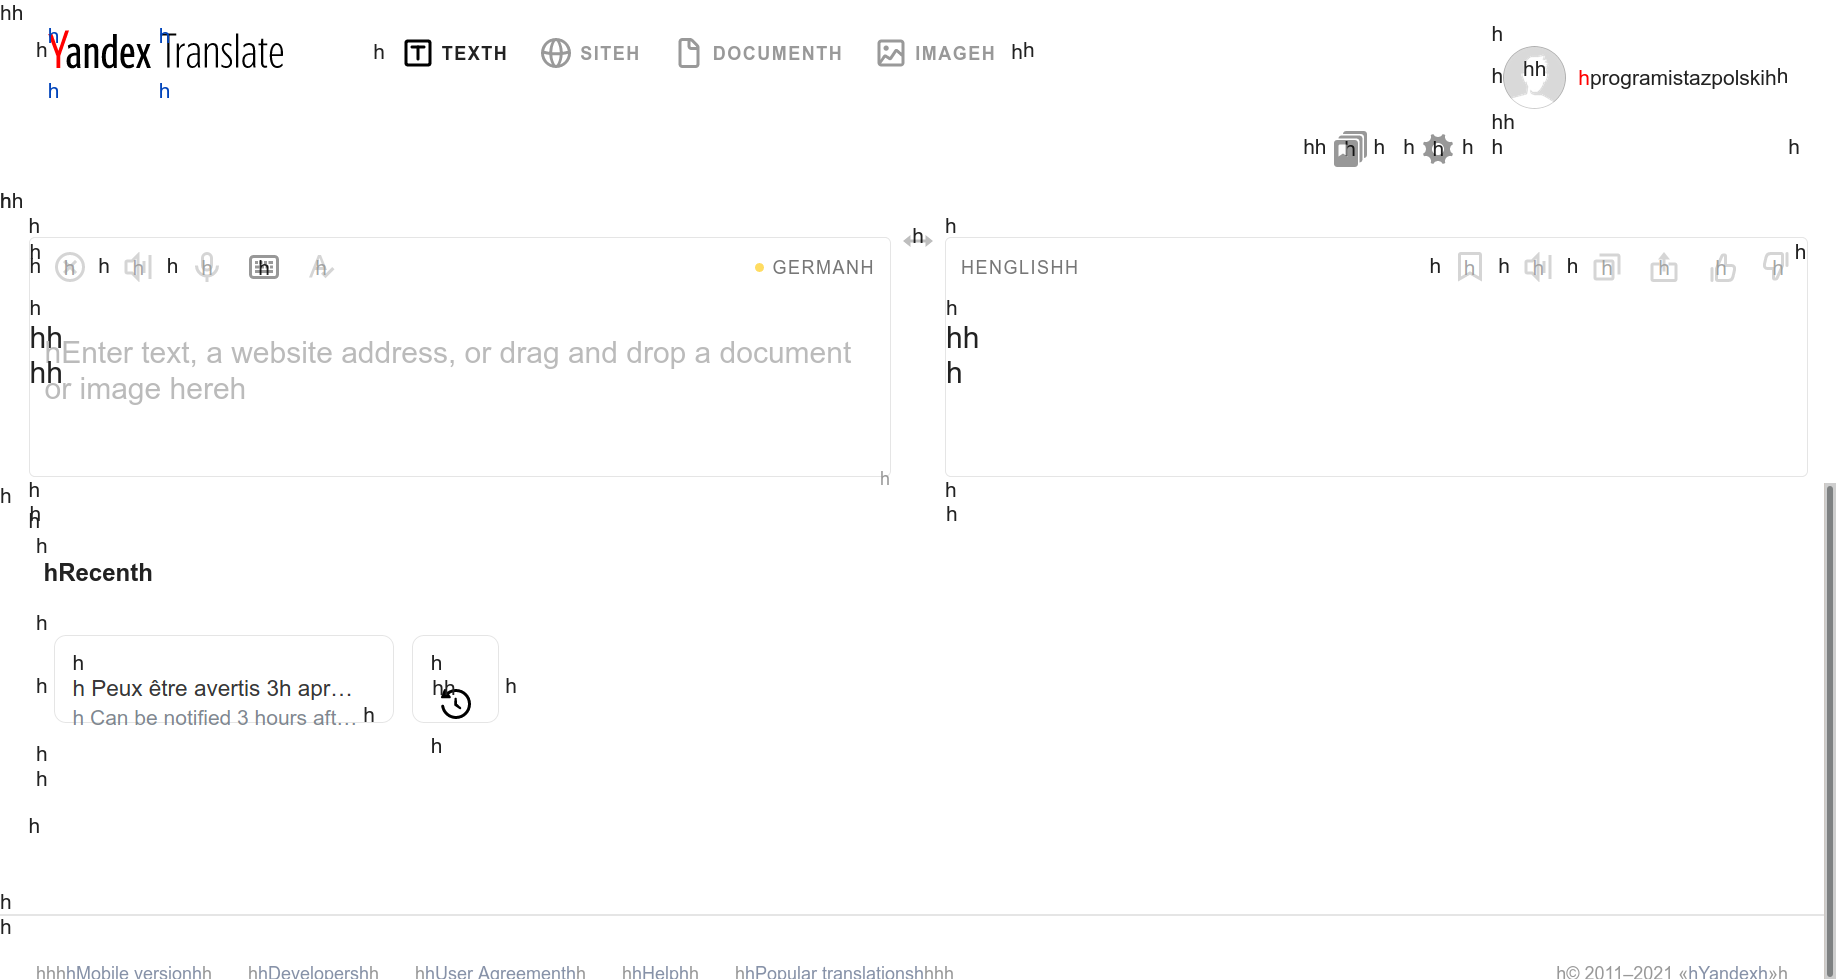 hh
h h h
h Yandex Translate h TEXTH SITEH DOCUMENTH IMAGEH hh
h h
h
h hh hprogramistazpolskihh
hh
hh h h h h h h h
hh
h h h
h h
h h h h h h h GERMANH HENGLISHH h h h h h h h h h
h h
hh hh
hEnter text, a website address, or drag and drop a document
hh h
or image hereh
h
h h h
h h
h
h
hRecenth
h
h h
h h Peux être avertis 3h apr… hh h
h Can be notified 3 hours aft… h
h
h
h
h
h
h
hhhhMobile versionhh hhDevelopershh hhUser Agreementhh hhHelphh hhPopular translationshhhh h© 2011–2021 «hYandexh»h